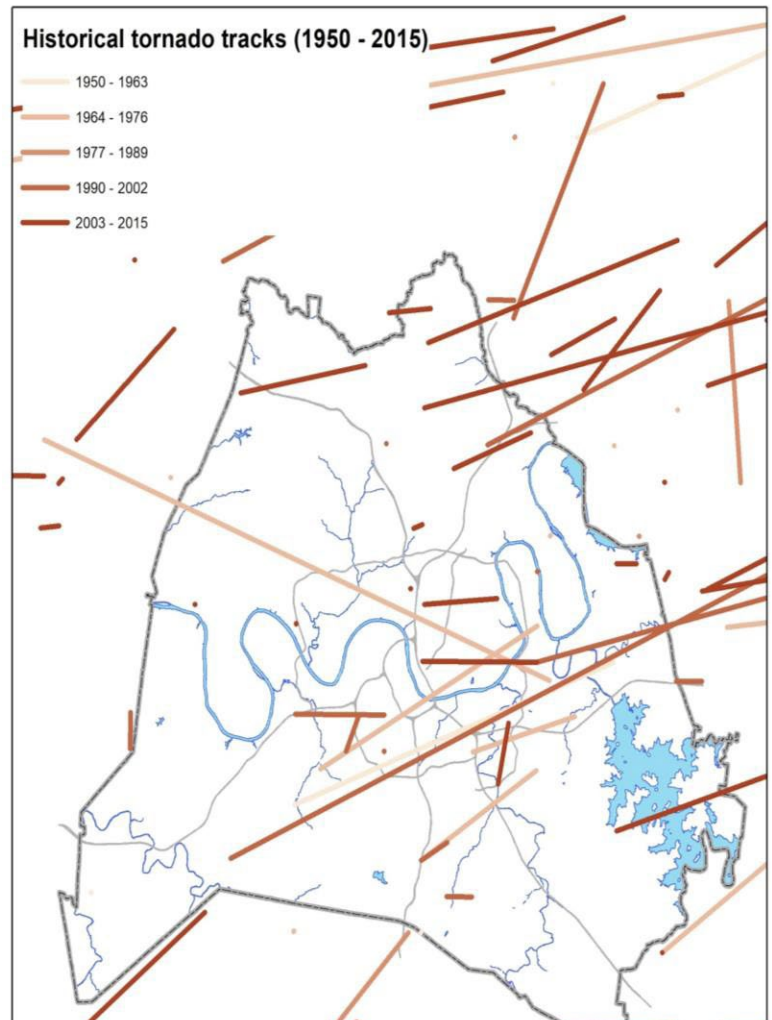 Historical tornado tracks (1950 - 2015)
1950 - 1963
1964 - 1976
1977 - 1989
1990 - 2002
2003 - 2015